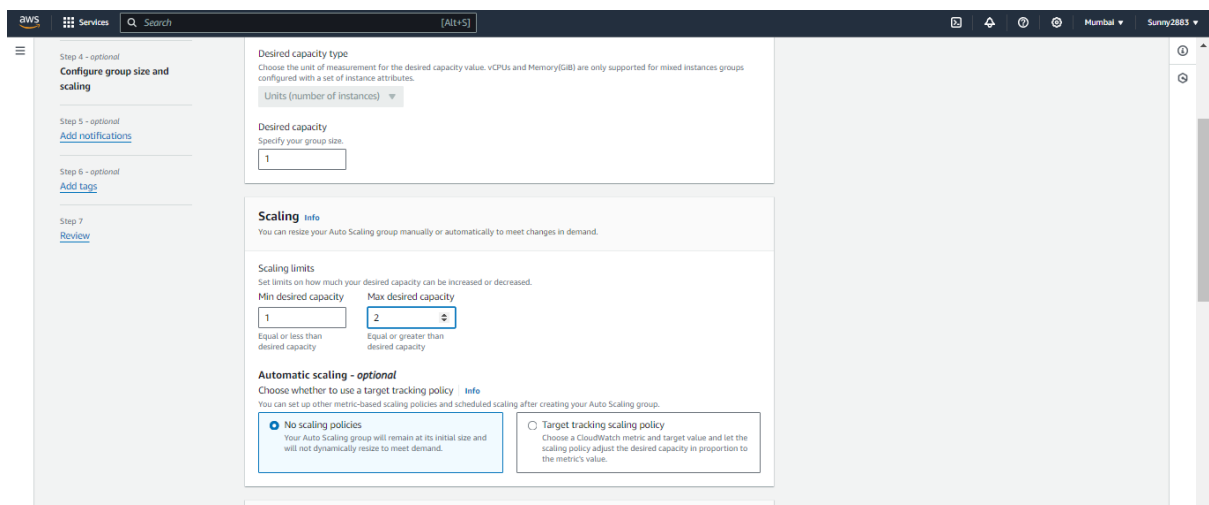 aws Services Search [Alt+S] Mumbai Sunny2883
Step 4 - optional
Configure group size and
scaling
Step 5 - optional
Add notifications
Step 6 - optional
Add tags
Step 7
Review
Desired capacity type
Choose the unit of measurement for the desired capacity value. vCPUs and Memory(GiB) are only supported for mixed instances groups
configured with a set of instance attributes.
Units (number of instances)
Desired capacity
Specify your group size.
1
Scaling Info
You can resize your Auto Scaling group manually or automatically to meet changes in demand.
Scaling limits
Set limits on how much your desired capacity can be increased or decreased.
Min desired capacity Max desired capacity
1 2
Equal or less than Equal or greater than
desired capacity desired capacity
Automatic scaling - optional
Choose whether to use a target tracking policy Info
You can set up other metric-based scaling policies and scheduled scaling after creating your Auto Scaling group.
No scaling policies
Your Auto Scaling group will remain at its initial size and
will not dynamically resize to meet demand.
Target tracking scaling policy
Choose a CloudWatch metric and target value and let the
scaling policy adjust the desired capacity in proportion to
the metric's value.